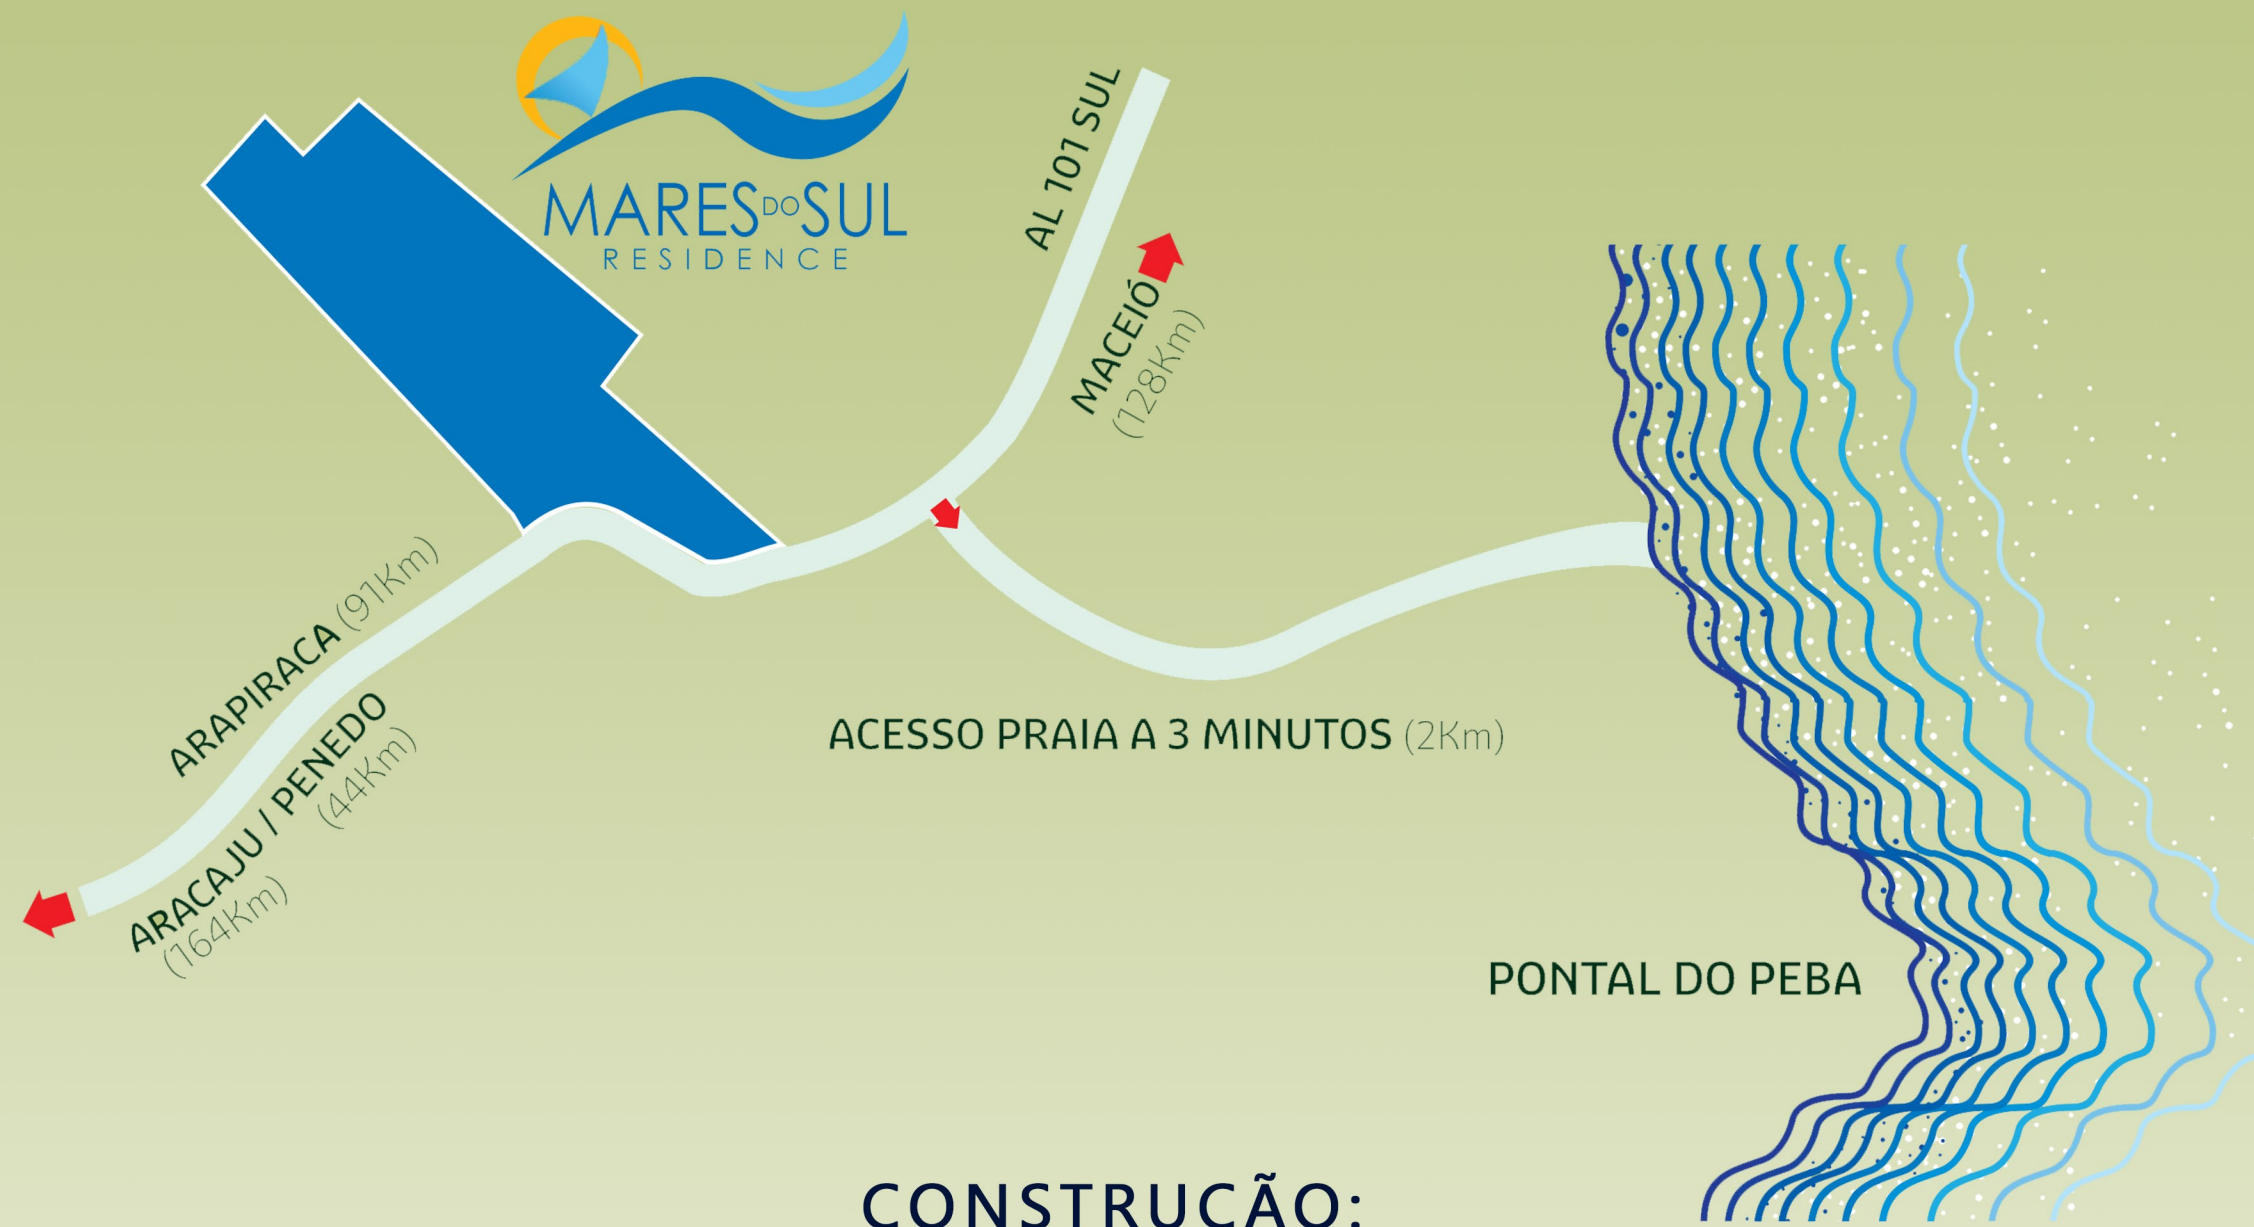 MARES DO SUL
RESIDENCE
AL 101 SUL
MACEIÓ
(128Km)
ARAPIRACA (91Km)
ARACAJU / PENEDO
(44Km)
(164Km)
ACESSO PRAIA A 3 MINUTOS (2Km)
PONTAL DO PEBA
CONSTRUÇÃO: